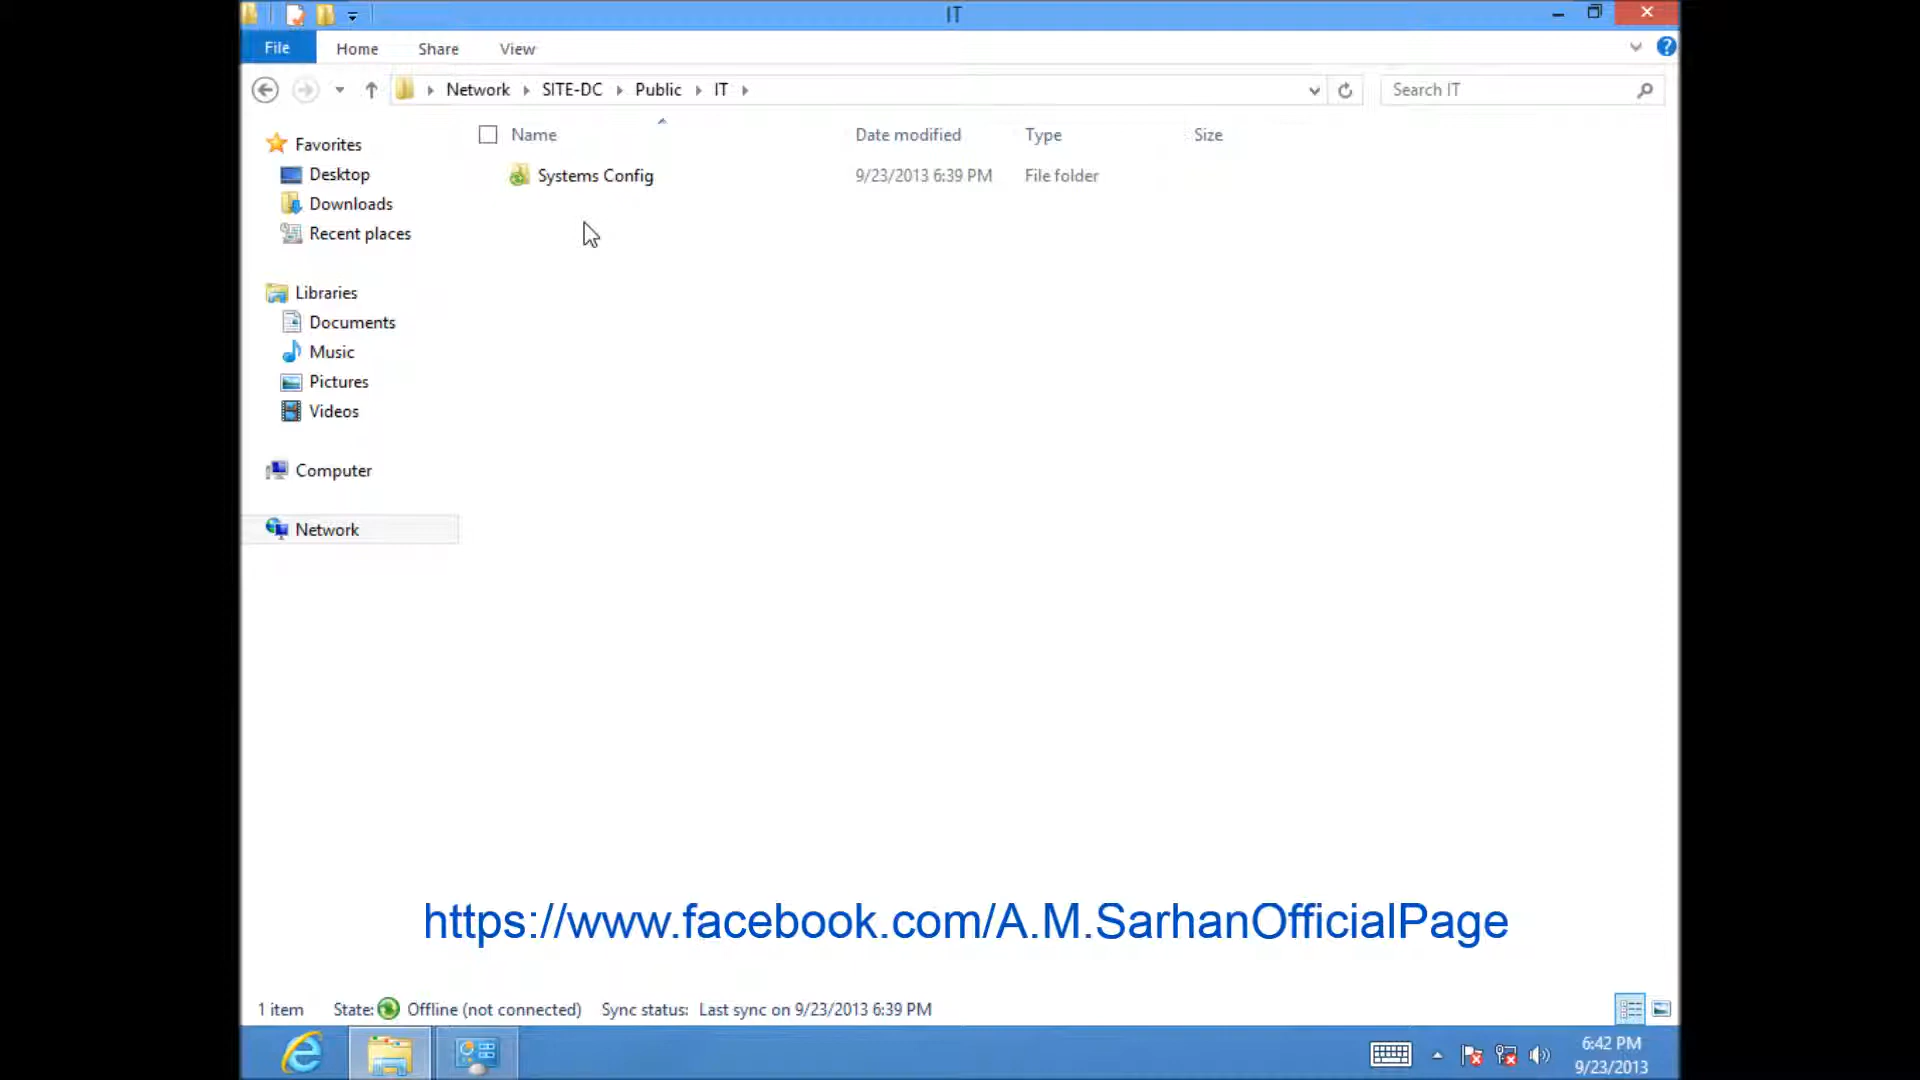 IT
File Home Share View
Network SITE-DC Public IT Search IT
Name Date modified Type Size
Systems Config 9/23/2013 6:39 PM File folder
Favorites
Desktop
Downloads
Recent places
Libraries
Documents
Music
Pictures
Videos
Computer
Network
https://www.facebook.com/A.M.SarhanOfficialPage
1 item State: Offline (not connected) Sync status: Last sync on 9/23/2013 6:39 PM
6:42 PM
9/23/2013